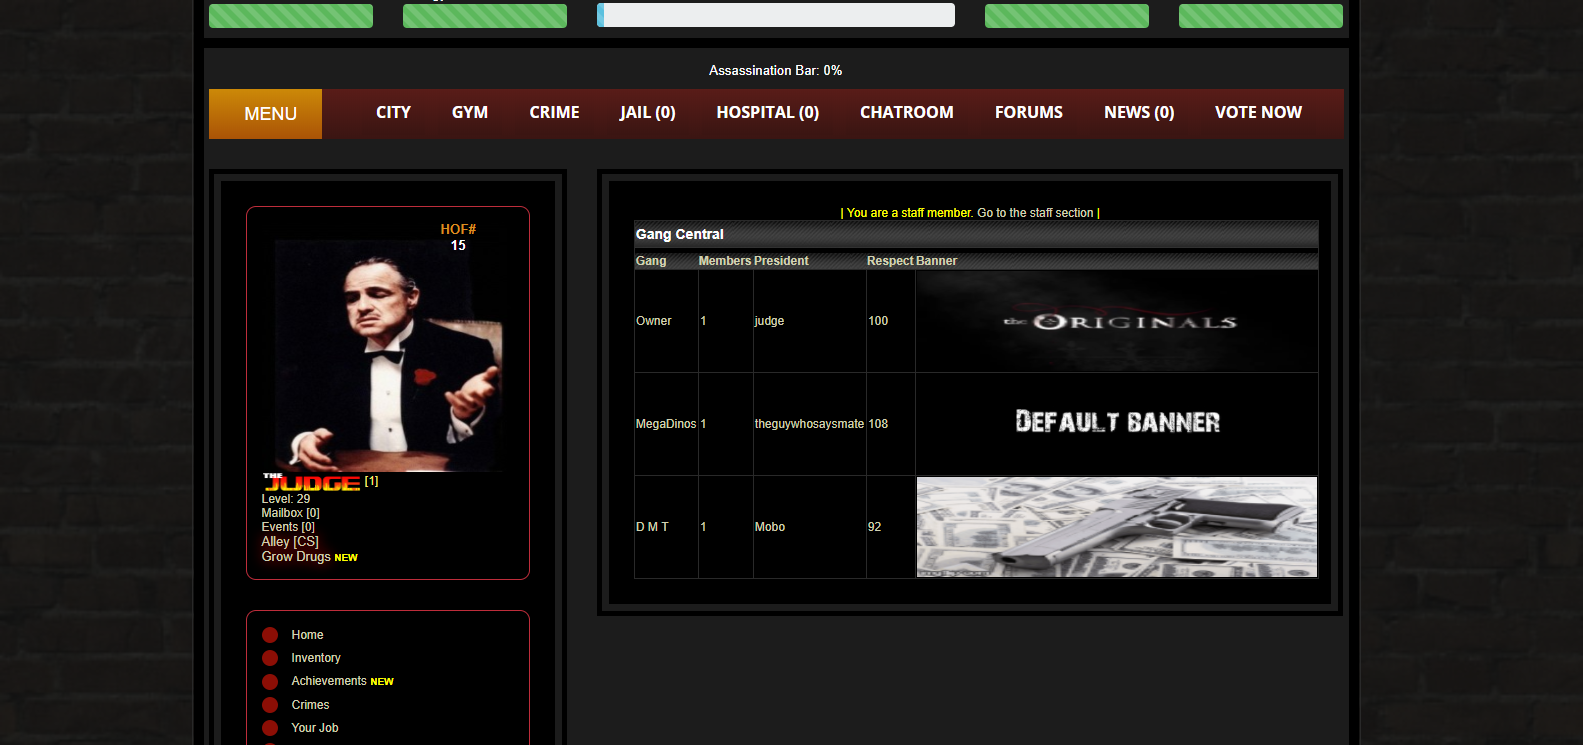 Assassination Bar: 0%
MENU CITY GYM CRIME JAIL (0) HOSPITAL (0) CHATROOM FORUMS NEWS (0) VOTE NOW
HOF#
15
THE
JUDGE [1]
Level: 29
Mailbox [0]
Events [0]
Alley [CS]
Grow Drugs NEW
Home
Inventory
Achievements NEW
Crimes
Your Job
| You are a staff member. Go to the staff section |
Gang Central
Gang Members President Respect Banner
Owner 1 judge 100 the ORIGINALS
MegaDinos 1 theguywhosaysmate 108 DEFAULT BANNER
D M T 1 Mobo 92